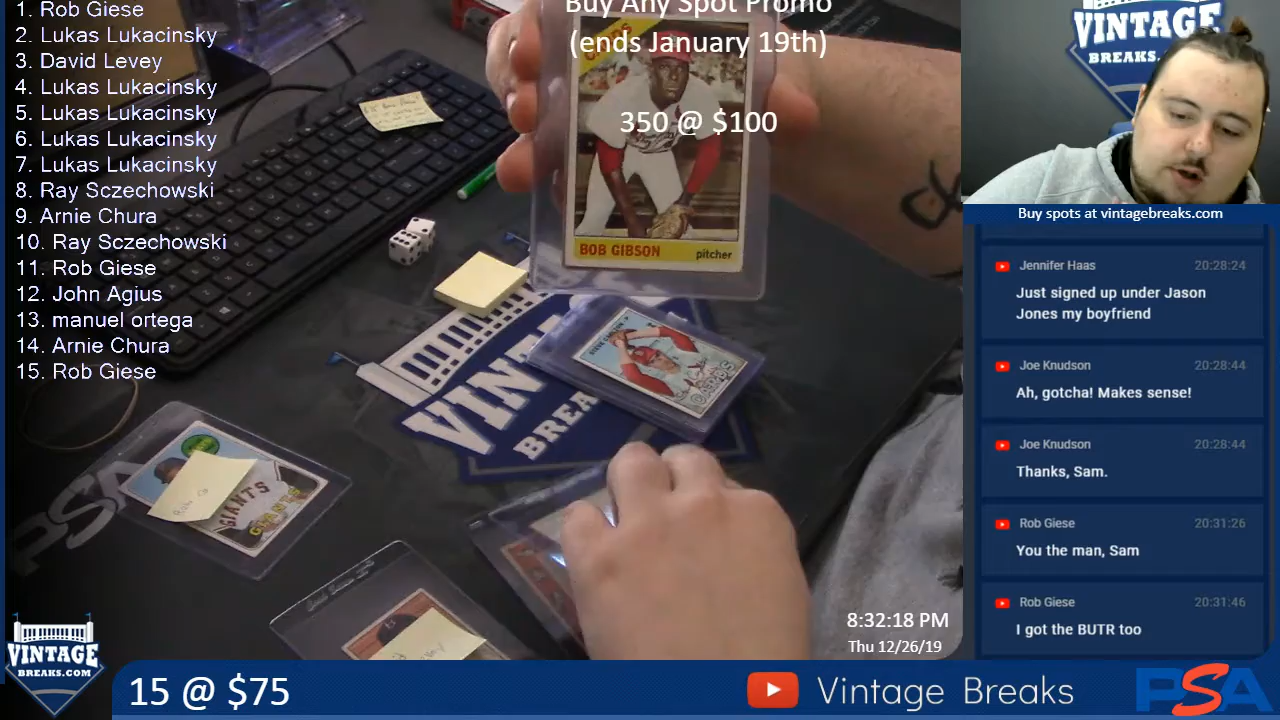 1. Rob Giese
2. Lukas Lukacinsky
3. David Levey
4. Lukas Lukacinsky
5. Lukas Lukacinsky
6. Lukas Lukacinsky
7. Lukas Lukacinsky
8. Ray Sczechowski
9. Arnie Chura
10. Ray Sczechowski
11. Rob Giese
12. John Agius
13. manuel ortega
14. Arnie Chura
15. Rob Giese
Buy Any Spot Promo
(ends January 19th)
350 @ $100
CARDS
BOB GIBSON pitcher
CARDS
VINT
BREA
GIANTS
GIANTS
PSA
VINTAGE
BREAKS.
Buy spots at vintagebreaks.com
Jennifer Haas 20:28:24
Just signed up under Jason
Jones my boyfriend
Joe Knudson 20:28:44
Ah, gotcha! Makes sense!
Joe Knudson 20:28:44
Thanks, Sam.
Rob Giese 20:31:26
You the man, Sam
Rob Giese 20:31:46
I got the BUTR too
8:32:18 PM
Thu 12/26/19
VINTAGE
BREAKS.COM
15 @ $75
Vintage Breaks
PSA